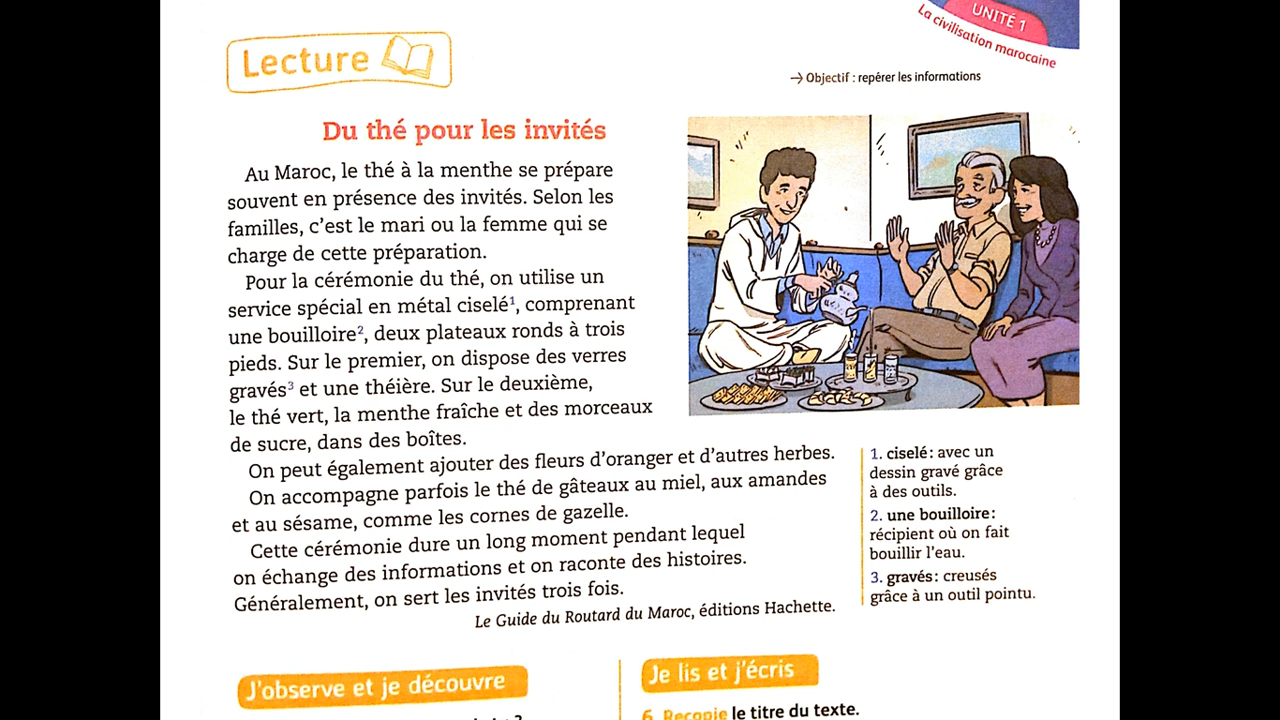 UNITÉ 1
La civilisation marocaine
Lecture
→ Objectif : repérer les informations
Du thé pour les invités
Au Maroc, le thé à la menthe se prépare
souvent en présence des invités. Selon les
familles, c'est le mari ou la femme qui se
charge de cette préparation.
Pour la cérémonie du thé, on utilise un
service spécial en métal ciselé¹, comprenant
une bouilloire², deux plateaux ronds à trois
pieds. Sur le premier, on dispose des verres
gravés³ et une théière. Sur le deuxième,
le thé vert, la menthe fraîche et des morceaux
de sucre, dans des boîtes.
On peut également ajouter des fleurs d'oranger et d'autres herbes.
On accompagne parfois le thé de gâteaux au miel, aux amandes
et au sésame, comme les cornes de gazelle.
Cette cérémonie dure un long moment pendant lequel
on échange des informations et on raconte des histoires.
Généralement, on sert les invités trois fois.
Le Guide du Routard du Maroc, éditions Hachette.
1. ciselé : avec un
dessin gravé grâce
à des outils.
2. une bouilloire :
récipient où on fait
bouillir l'eau.
3. gravés : creusés
grâce à un outil pointu.
J'observe et je découvre
Je lis et j'écris
6. Recopie le titre du texte.